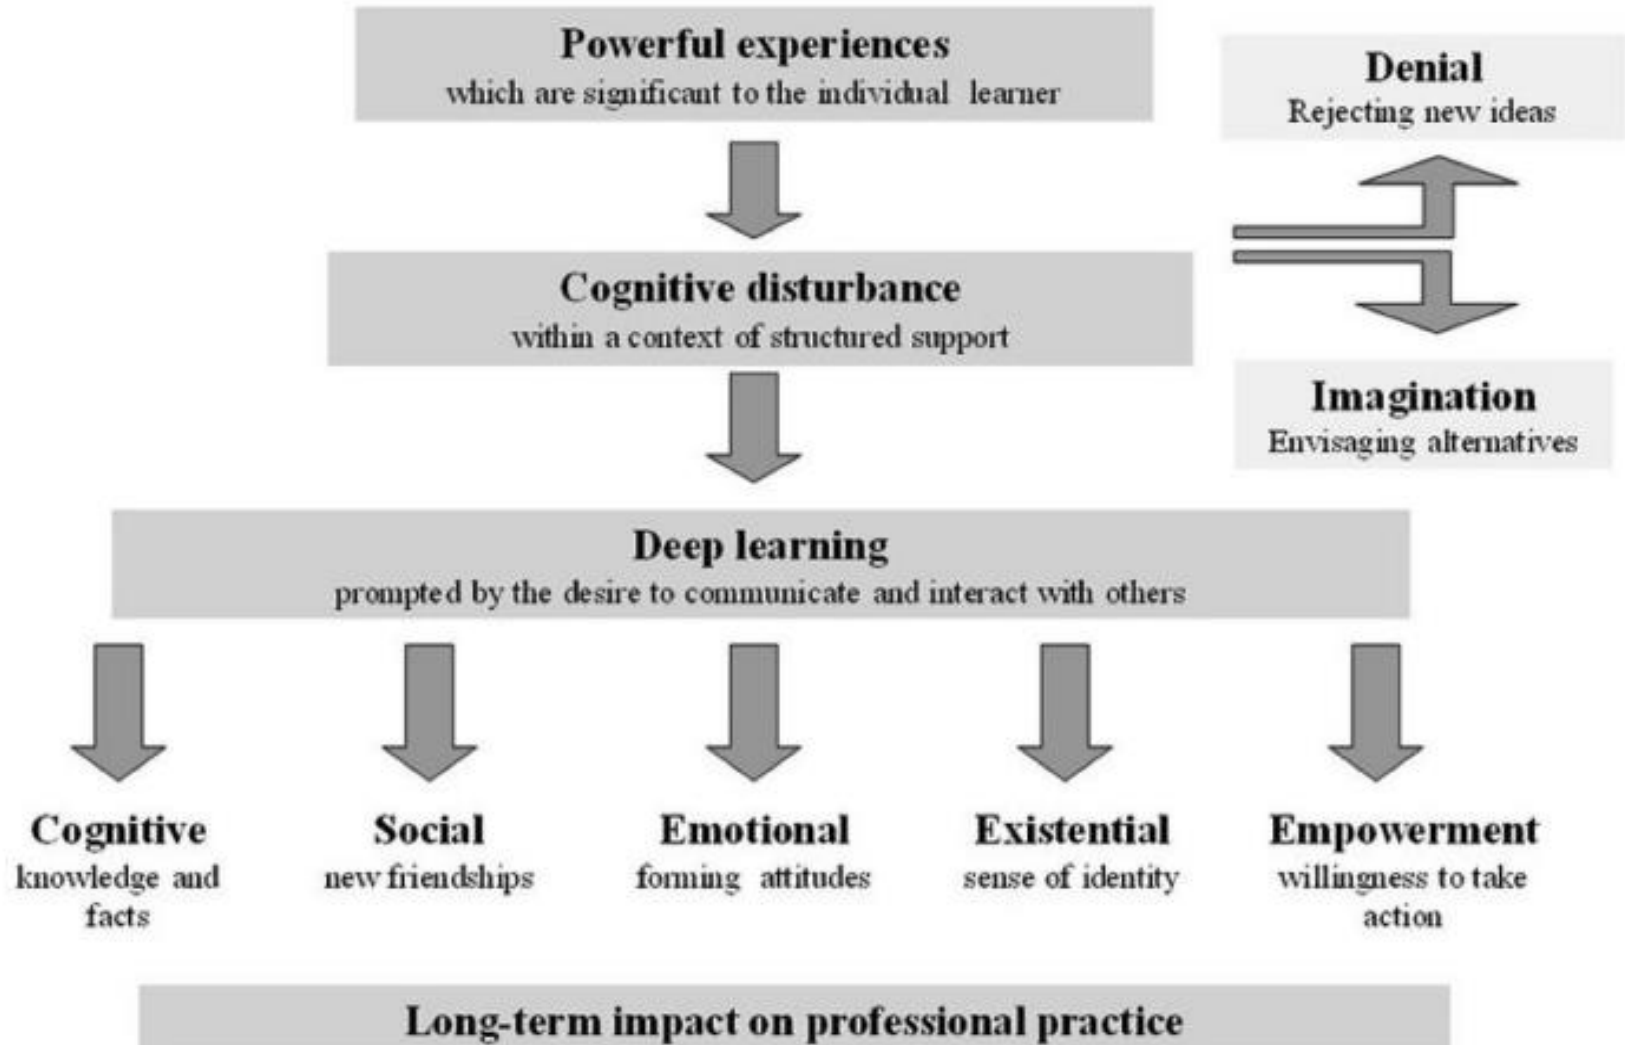 Powerful experiences
which are significant to the individual learner
Denial
Rejecting new ideas
Cognitive disturbance
within a context of structured support
Imagination
Envisaging alternatives
Deep learning
prompted by the desire to communicate and interact with others
Cognitive
knowledge and
facts
Social
new friendships
Emotional
forming attitudes
Existential
sense of identity
Empowerment
willingness to take
action
Long-term impact on professional practice